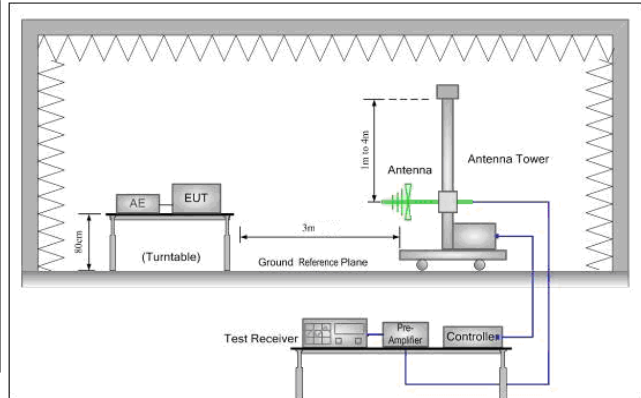 1m to 4m
Antenna
Antenna Tower
AE
EUT
80cm
(Turntable)
3m
Ground Reference Plane
Test Receiver
Pre-
Amplifier
Controller